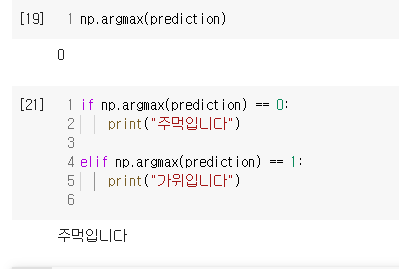 [19] 1 np.argmax(prediction)
0
[21] 1 if np.argmax(prediction) == 0:
2 print("주먹입니다")
3
4 elif np.argmax(prediction) == 1:
5 print("가위입니다")
6
주먹입니다